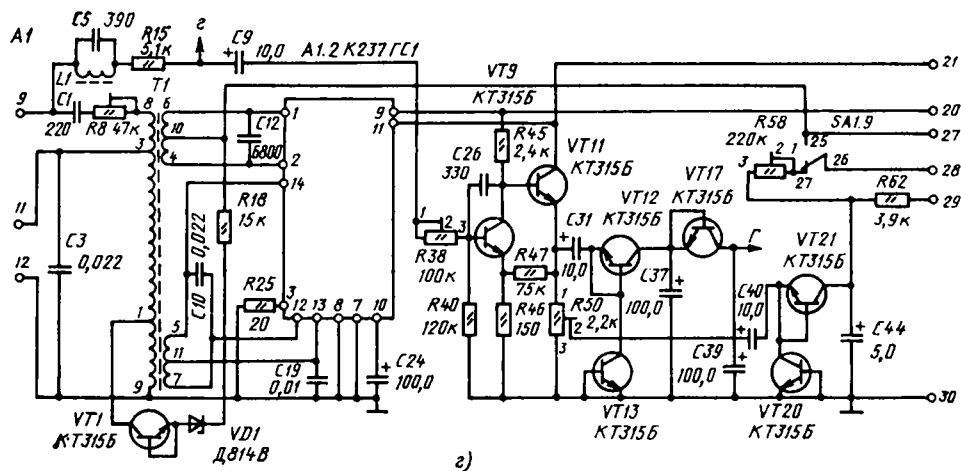 C5 390
A1
R15
5,1к
г
C9
10,0
A1.2 К237 ГС1
L1
T1
VT9
КТ315Б
21
9
C1
220
R8 47к
8
6
3
10
4
C12
6800
1
2
14
9
11
20
SA1.9
R58
220к
25
27
3
2
1
27
26
28
R45
2,4к
VT11
КТ315Б
C26
330
VT12
КТ315Б
VT17
КТ315Б
R62
3,9к
29
11
12
C3
0,022
R18
15к
0,022
C10
R25
20
3
12
13
8
7
10
1
2
3
R38
100к
R47
75к
C31
10,0
C37
100,0
Г
VT21
КТ315Б
R40
120к
R46
150
1
R50
2,2к
2
3
C40
10,0
C39
100,0
C44
5,0
1
5
11
7
9
C19
0,01
C24
100,0
VT1
КТ315Б
VD1
Д814В
VT13
КТ315Б
VT20
КТ315Б
30
г)